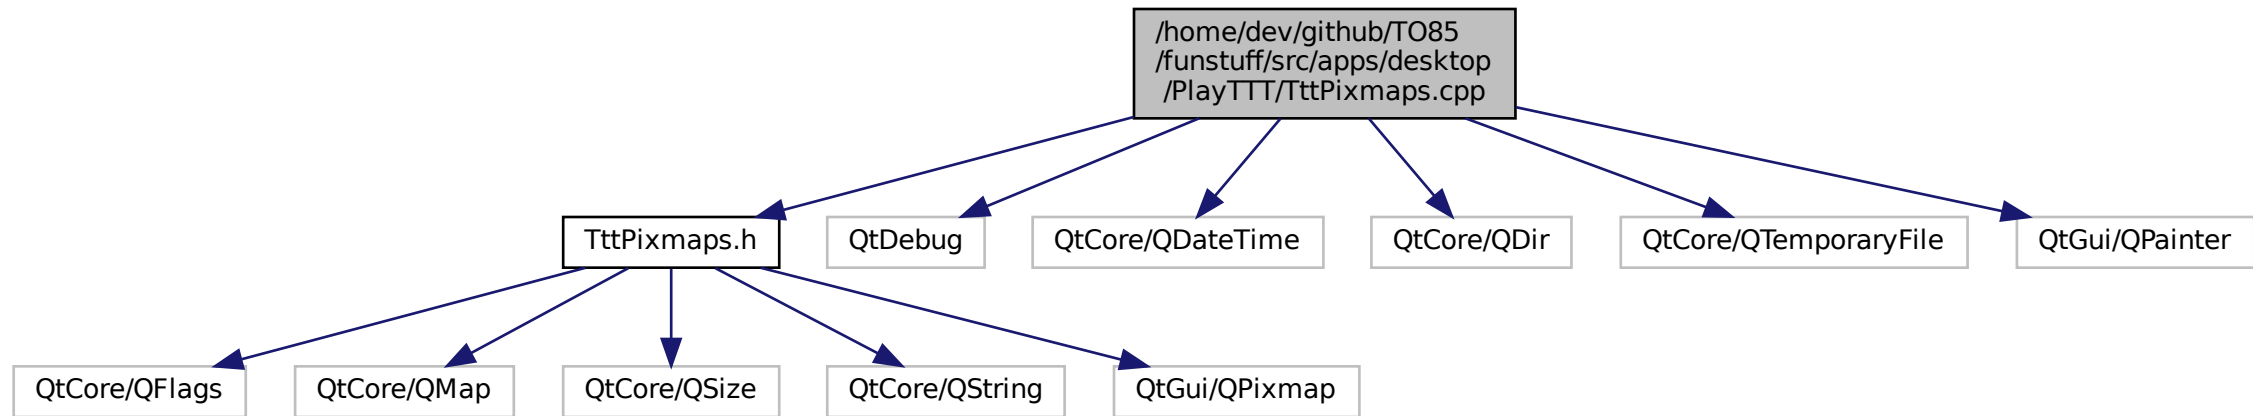 /home/dev/github/TO85
/funstuff/src/apps/desktop
/PlayTTT/TttPixmaps.cpp
TttPixmaps.h
QtDebug
QtCore/QDateTime
QtCore/QDir
QtCore/QTemporaryFile
QtGui/QPainter
QtCore/QFlags
QtCore/QMap
QtCore/QSize
QtCore/QString
QtGui/QPixmap